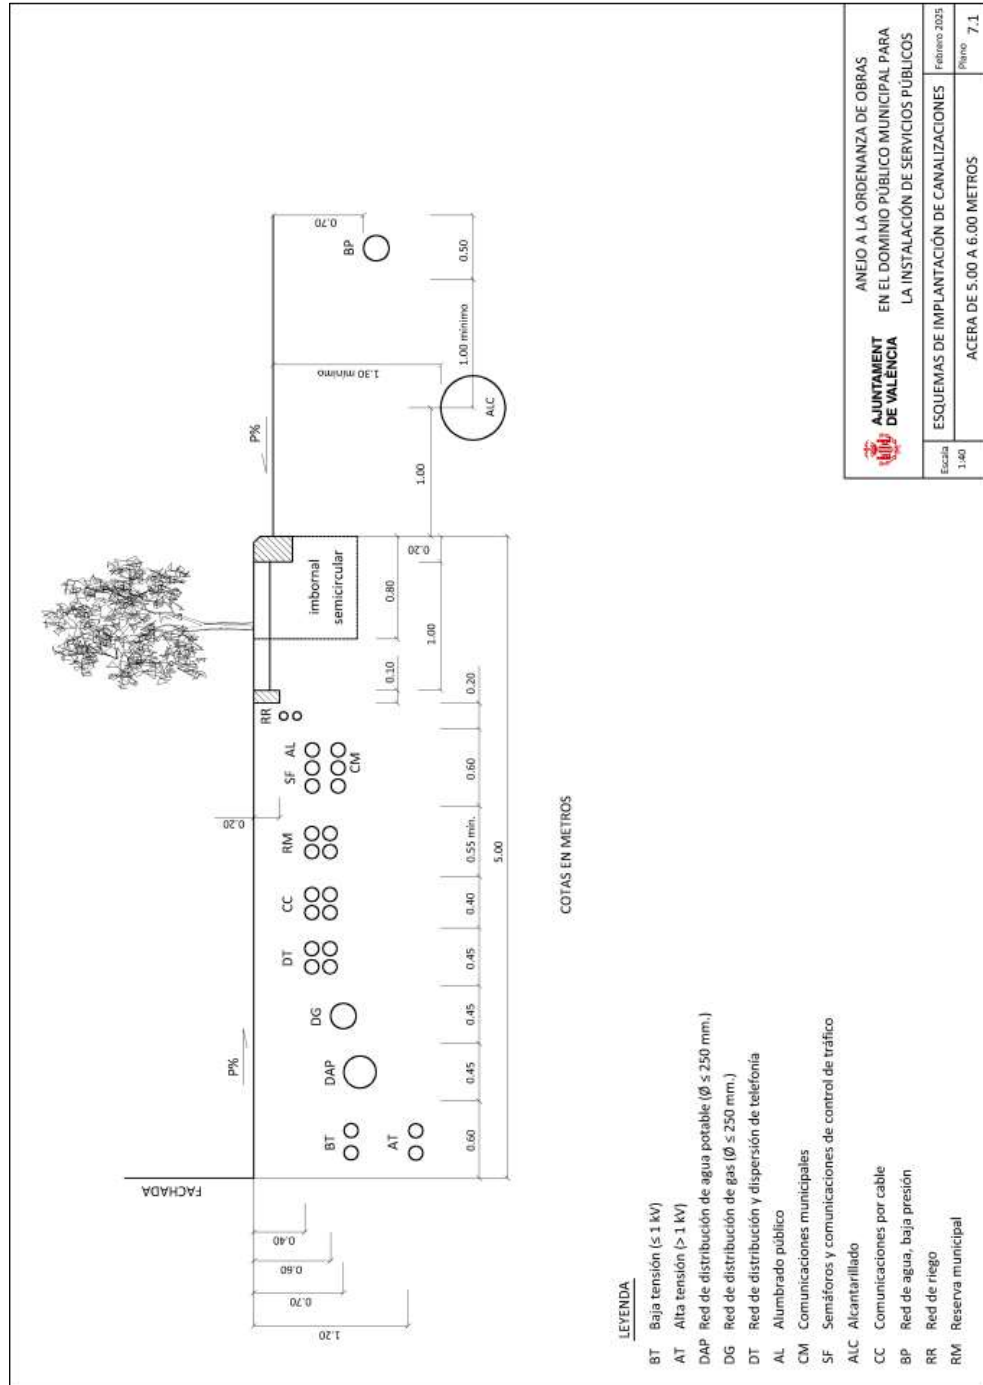 FACHADA
P%
P%
BT
AT
DAP
DG
DT
CC
RM
SF
AL
CM
RR
imbornal
semicircular
ALC
BP
0.40
0.60
0.70
1.20
0.20
0.70
1.30 mínimo
0.20
0.10
0.80
1.00
1.00
1.00 mínimo
0.50
0.60
0.45
0.45
0.45
0.40
0.55 min.
0.60
0.20
5.00
COTAS EN METROS
LEYENDA
BT Baja tensión (≤ 1 kV)
AT Alta tensión (> 1 kV)
DAP Red de distribución de agua potable (Ø ≤ 250 mm.)
DG Red de distribución de gas (Ø ≤ 250 mm.)
DT Red de distribución y dispersión de telefonía
AL Alumbrado público
CM Comunicaciones municipales
SF Semáforos y comunicaciones de control de tráfico
ALC Alcantarillado
CC Comunicaciones por cable
BP Red de agua, baja presión
RR Red de riego
RM Reserva municipal
AJUNTAMENT
DE VALÈNCIA
ANEJO A LA ORDENANZA DE OBRAS
EN EL DOMINIO PÚBLICO MUNICIPAL PARA
LA INSTALACIÓN DE SERVICIOS PÚBLICOS
Escala
1:40
ESQUEMAS DE IMPLANTACIÓN DE CANALIZACIONES
Febrero 2025
ACERA DE 5.00 A 6.00 METROS
Plano 7.1